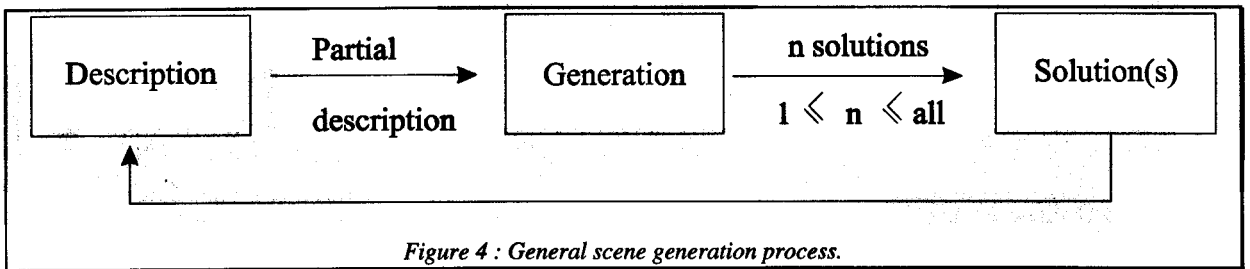 Description
Partial
description
Generation
n solutions
1 ⩽ n ⩽ all
Solution(s)
Figure 4 : General scene generation process.